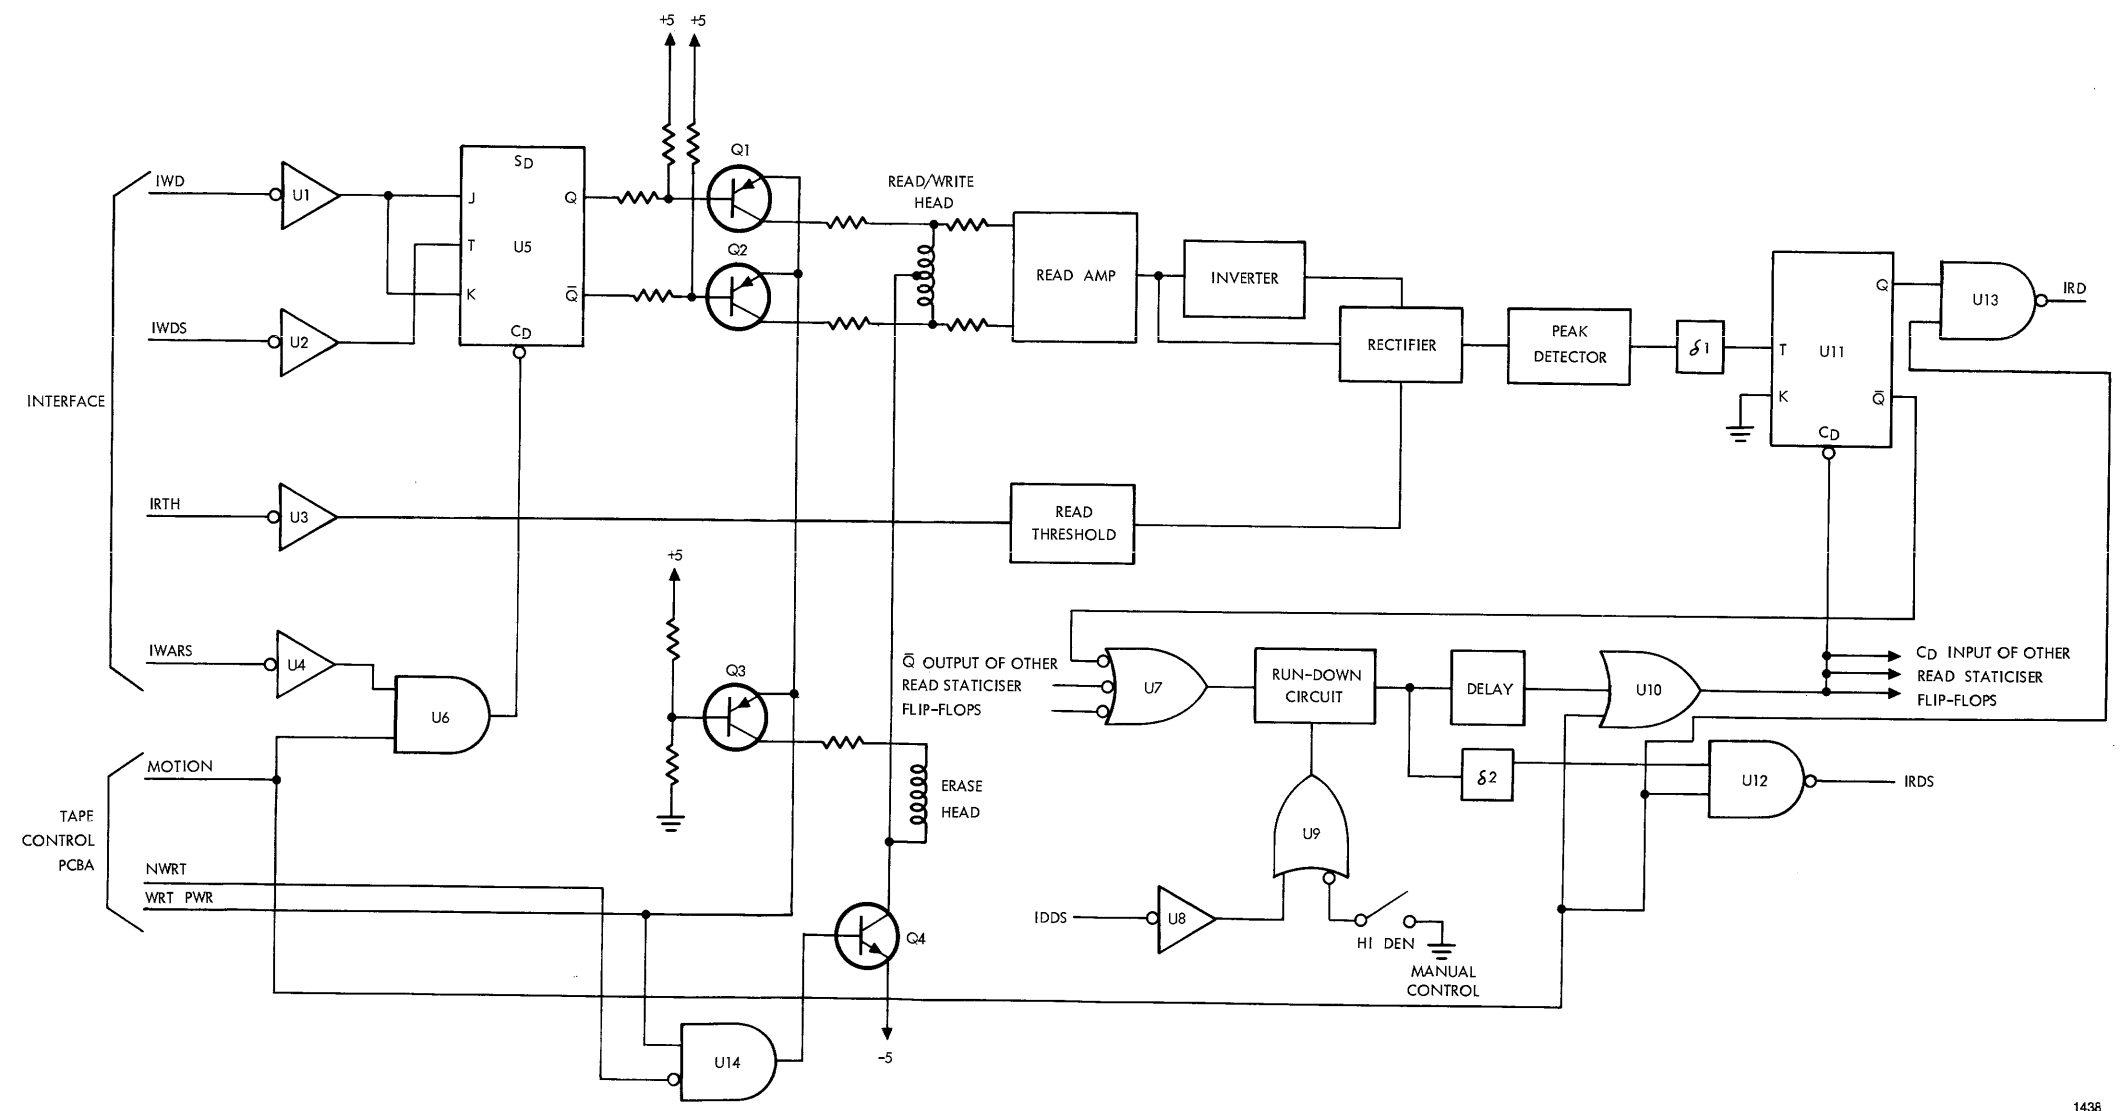 +5 +5
Q1
SD
IWD
U1
J
Q
READ/WRITE
HEAD
T
U5
Q2
READ AMP
INVERTER
Q
U13
IRD
K
Q̅
IWDS
U2
CD
RECTIFIER
PEAK
DETECTOR
δ1
T
U11
K
Q̅
CD
INTERFACE
IRTH
U3
READ
THRESHOLD
+5
IWARS
U4
U6
Q3
Q̅ OUTPUT OF OTHER
READ STATICISER
FLIP-FLOPS
U7
RUN-DOWN
CIRCUIT
DELAY
U10
CD INPUT OF OTHER
READ STATICISER
FLIP-FLOPS
MOTION
TAPE
CONTROL
PCBA
ERASE
HEAD
δ2
U12
IRDS
NWRT
WRT PWR
U9
Q4
IDDS
U8
HI DEN
MANUAL
CONTROL
U14
-5
1438